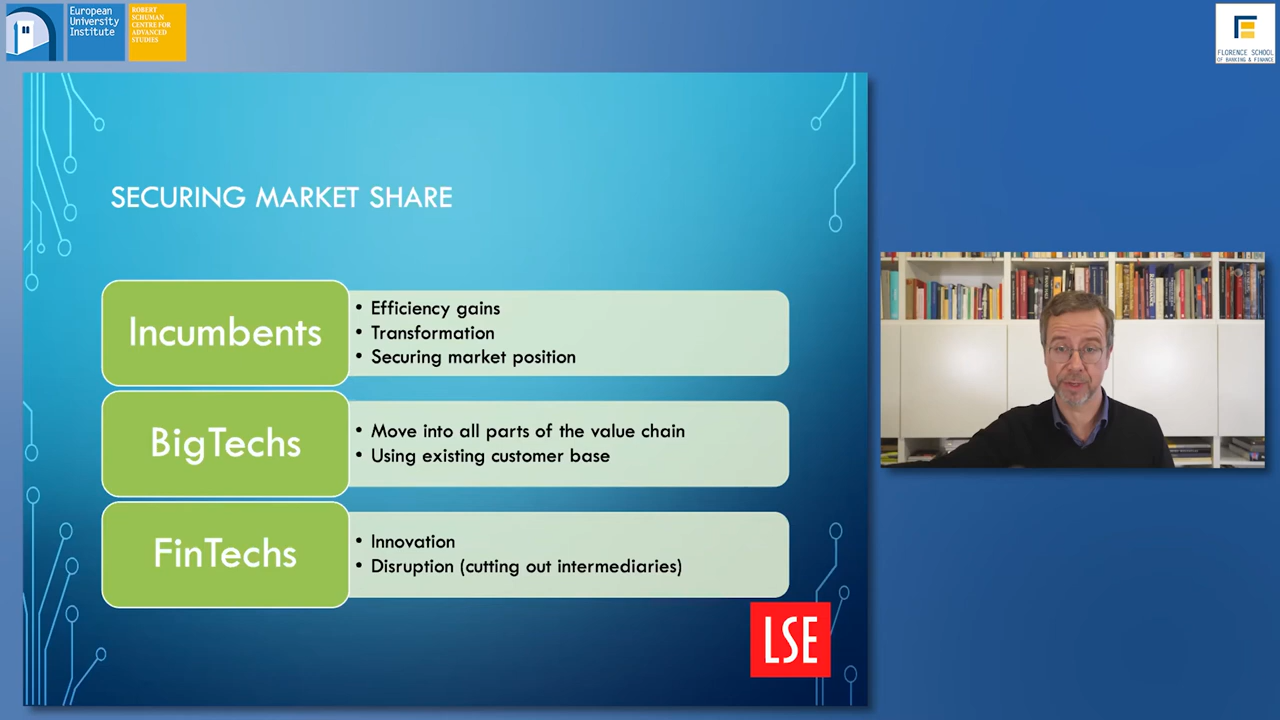 European
University
Institute
ROBERT
SCHUMAN
CENTRE FOR
ADVANCED
STUDIES
FLORENCE SCHOOL
OF BANKING & FINANCE
SECURING MARKET SHARE
Incumbents
• Efficiency gains
• Transformation
• Securing market position
BigTechs
• Move into all parts of the value chain
• Using existing customer base
FinTechs
• Innovation
• Disruption (cutting out intermediaries)
LSE